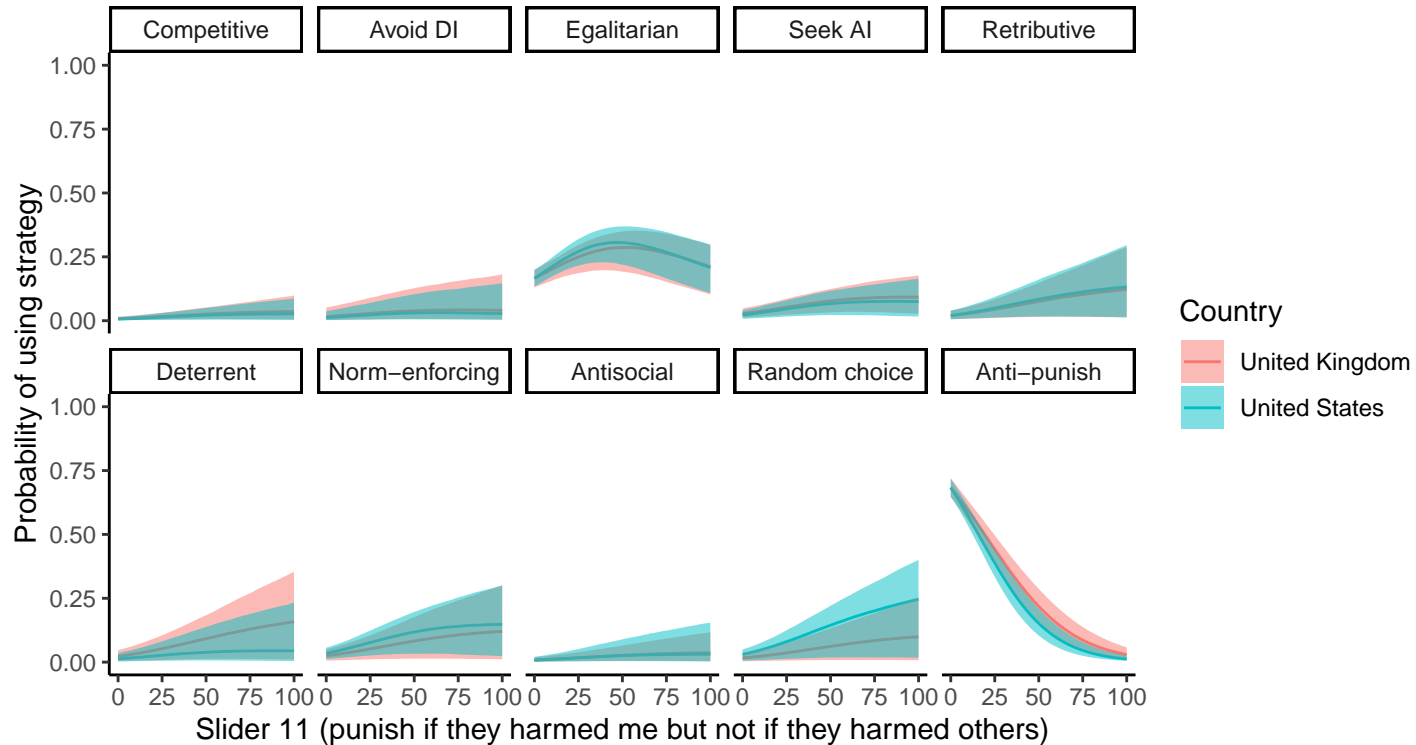 Competitive
Avoid DI
Egalitarian
Seek AI
Retributive
1.00
0.75
0.50
0.25
0.00
Deterrent
Norm−enforcing
Antisocial
Random choice
Anti−punish
1.00
0.75
0.50
0.25
0.00
0 25 50 75 100
0 25 50 75 100
0 25 50 75 100
0 25 50 75 100
0 25 50 75 100
Probability of using strategy
Slider 11 (punish if they harmed me but not if they harmed others)
Country
United Kingdom
United States